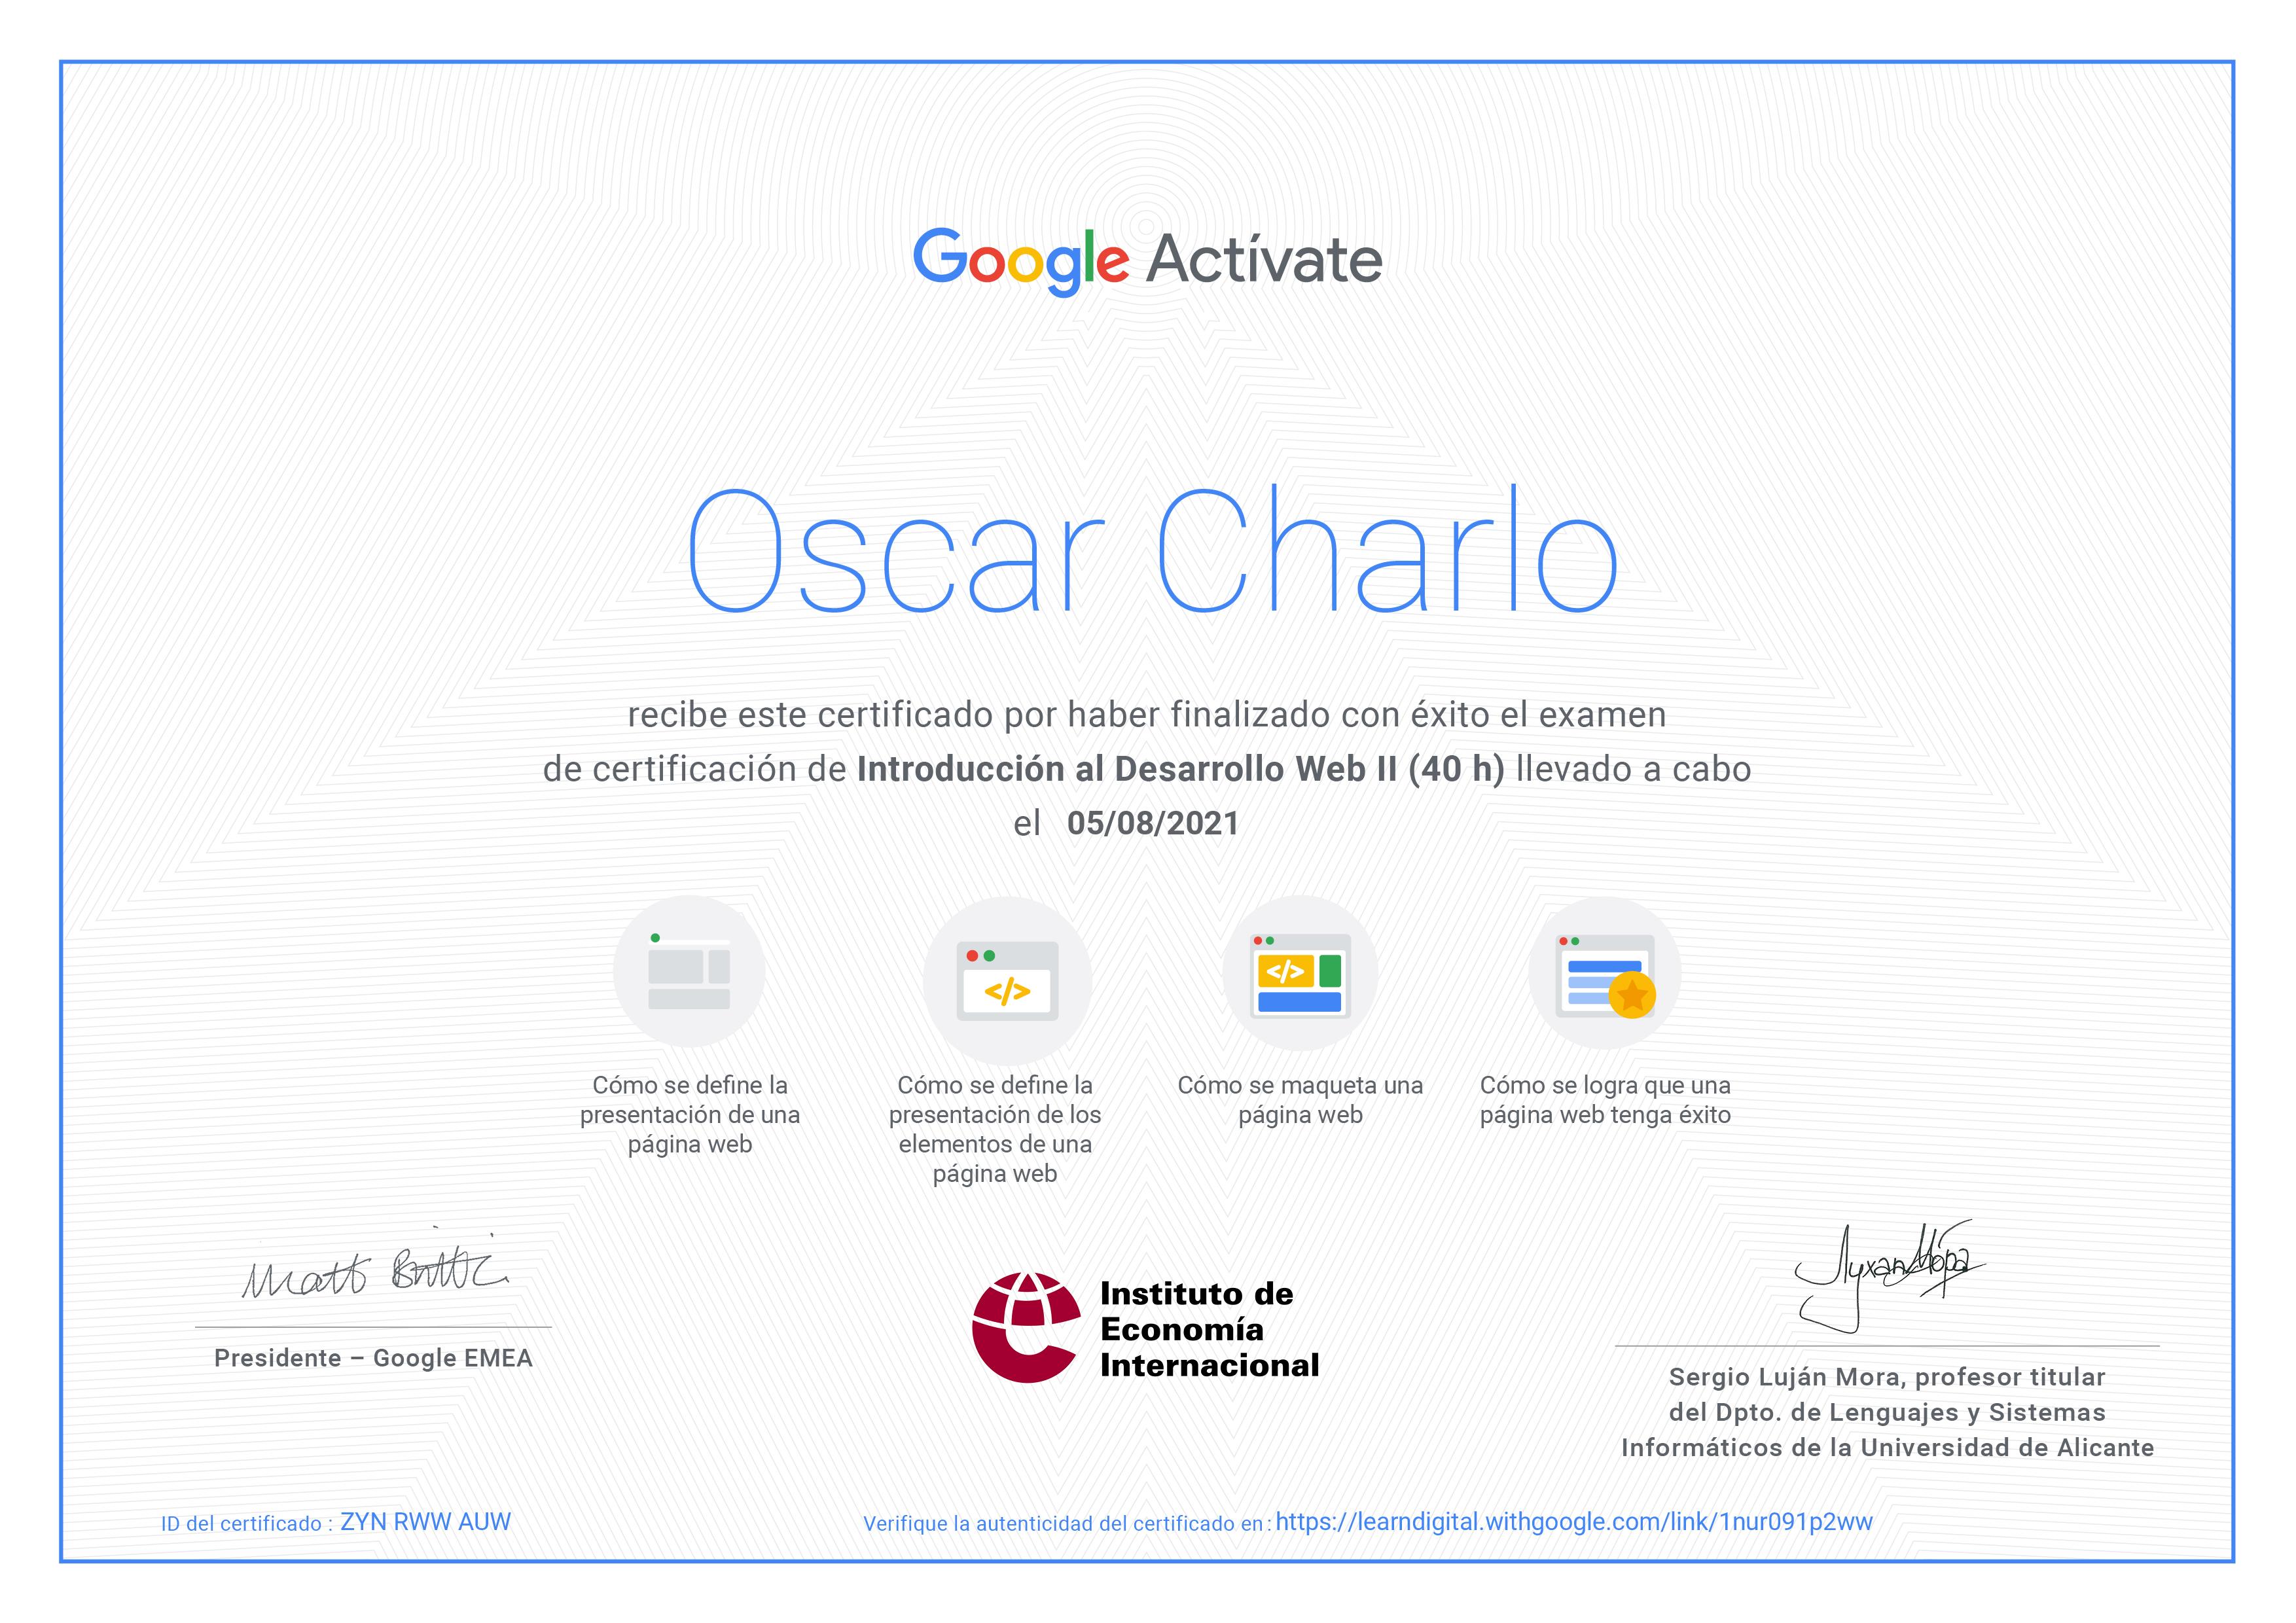 Google Actívate
Oscar Charlo
recibe este certificado por haber finalizado con éxito el examen
de certificación de Introducción al Desarrollo Web II (40 h) llevado a cabo
el 05/08/2021
</>
</>
Cómo se define la
presentación de una
página web
Cómo se define la
presentación de los
elementos de una
página web
Cómo se maqueta una
página web
Cómo se logra que una
página web tenga éxito
Matt Brittin
Presidente – Google EMEA
Instituto de
Economía
Internacional
Sergio Luján Mora, profesor titular
del Dpto. de Lenguajes y Sistemas
Informáticos de la Universidad de Alicante
ID del certificado : ZYN RWW AUW
Verifique la autenticidad del certificado en : https://learndigital.withgoogle.com/link/1nur091p2ww